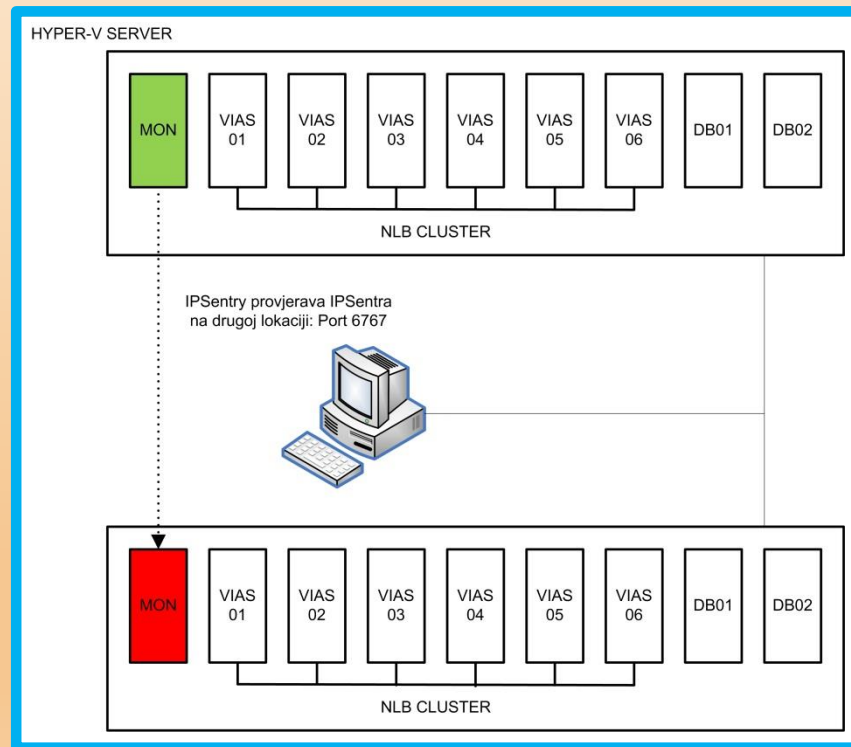 HYPER-V SERVER
MON
VIAS
01
VIAS
02
VIAS
03
VIAS
04
VIAS
05
VIAS
06
DB01
DB02
NLB CLUSTER
IPSentry provjerava IPSentra
na drugoj lokaciji: Port 6767
MON
VIAS
01
VIAS
02
VIAS
03
VIAS
04
VIAS
05
VIAS
06
DB01
DB02
NLB CLUSTER